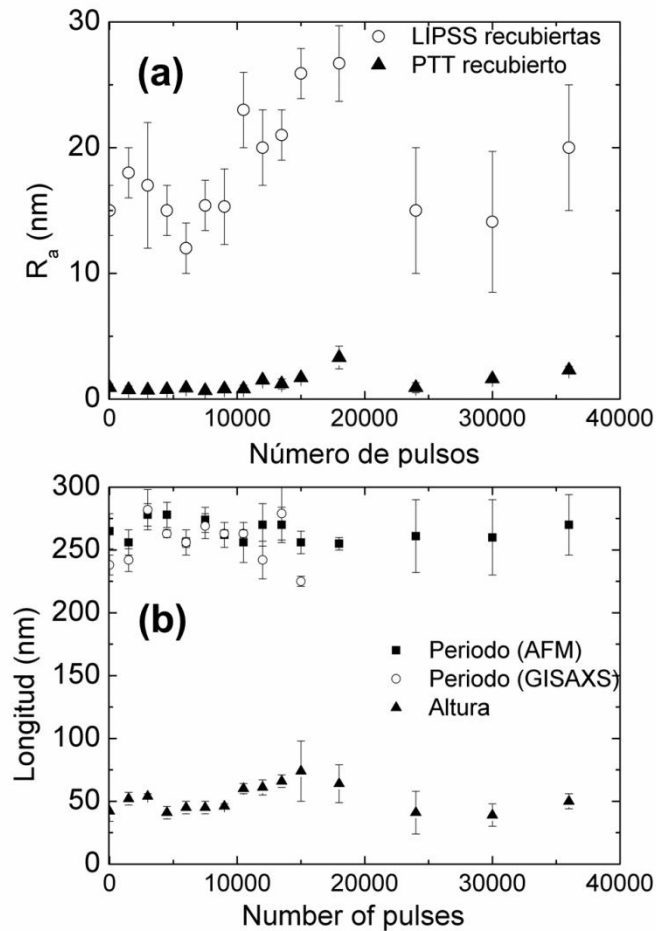 30
(a)
LIPSS recubiertas
PTT recubierto
20
10
0
R_a (nm)
0 10000 20000 30000 40000
Número de pulsos
300
250
200
150
100
50
0
Longitud (nm)
(b)
Periodo (AFM)
Periodo (GISAXS)
Altura
0 10000 20000 30000 40000
Number of pulses